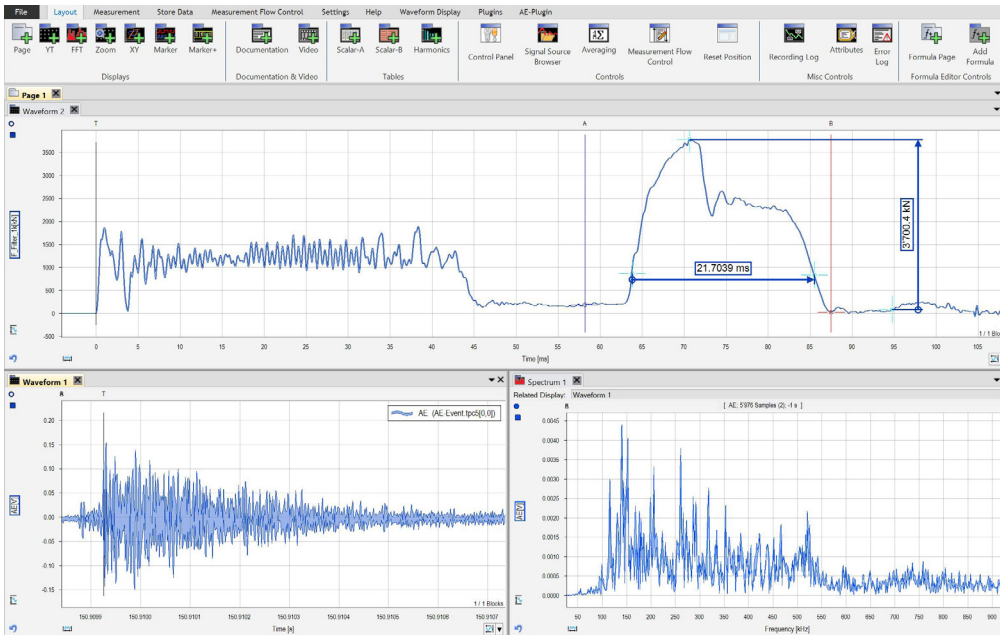 File Layout Measurement Store Data Measurement Flow Control Settings Help Waveform Display Plugins AE-Plugin
Page YT FFT Zoom XY Marker Marker+ Documentation Video Scalar-A Scalar-B Harmonics Control Panel Signal Source Browser Averaging Measurement Flow Control Reset Position Recording Log Attributes Error Log Formula Page Add Formula
Displays Documentation & Video Tables Controls Misc Controls Formula Editor Controls
Page 1
Waveform 2
T A B
3500
3000
2500
2000
1500
1000
500
0
-500
21.7039 ms
3'700.4 kN
1 / 1 Bloc
0 5 10 15 20 25 30 35 40 45 50 55 60 65 70 75 80 85 90 95 100 105
Time [ms]
Waveform 1
T
AE (AE-Event.tpc5[0,0])
AE[V]
0.20
0.15
0.10
0.05
0.00
-0.05
-0.10
-0.15
1 / 1 Blocks
150.9099 150.9100 150.9101 150.9102 150.9103 150.9104 150.9105 150.9106 150.9107
Time [s]
Spectrum 1
Related Display: Waveform 1
[ AE; 5'976 Samples (2); -1 s ]
AE[V]
0.0045
0.0040
0.0035
0.0030
0.0025
0.0020
0.0015
0.0010
0.0005
0.0000
50 100 150 200 250 300 350 400 450 500 550 600 650 700 750 800 850 900
Frequency [kHz]